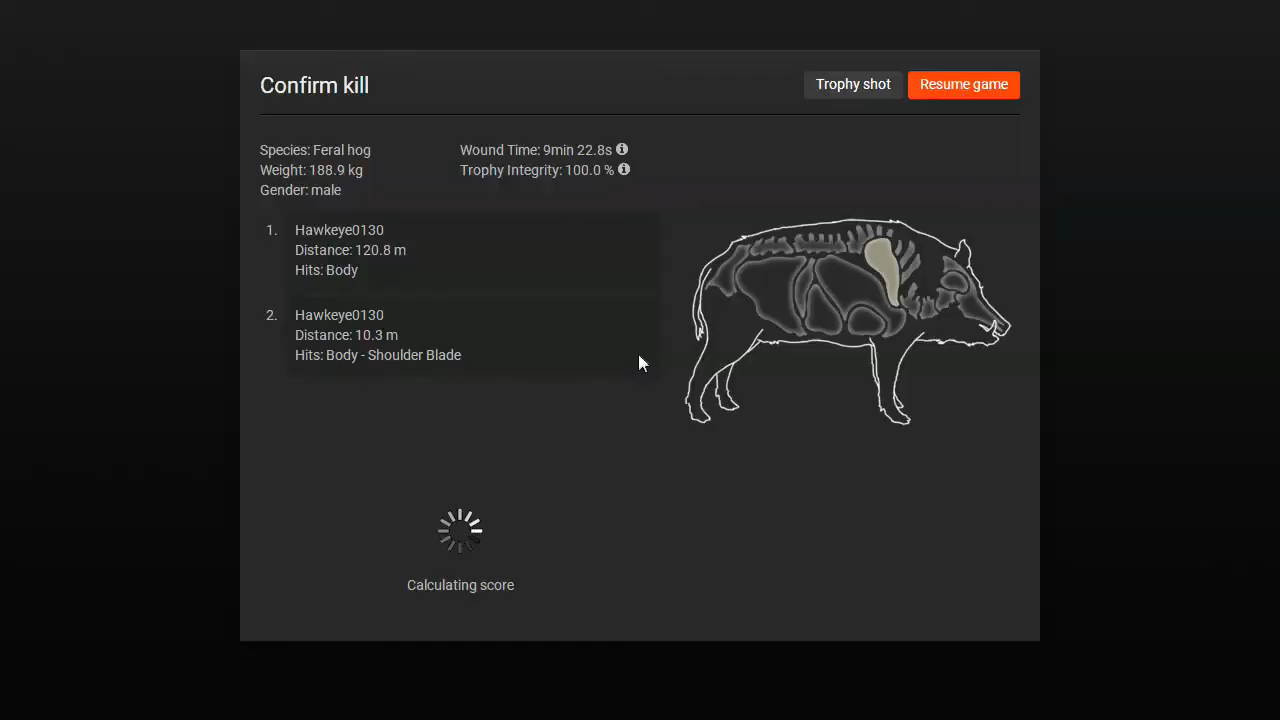 Confirm kill
Trophy shot
Resume game
Species: Feral hog
Weight: 188.9 kg
Gender: male
Wound Time: 9min 22.8s
Trophy Integrity: 100.0 %
1. Hawkeye0130
Distance: 120.8 m
Hits: Body
2. Hawkeye0130
Distance: 10.3 m
Hits: Body - Shoulder Blade
Calculating score